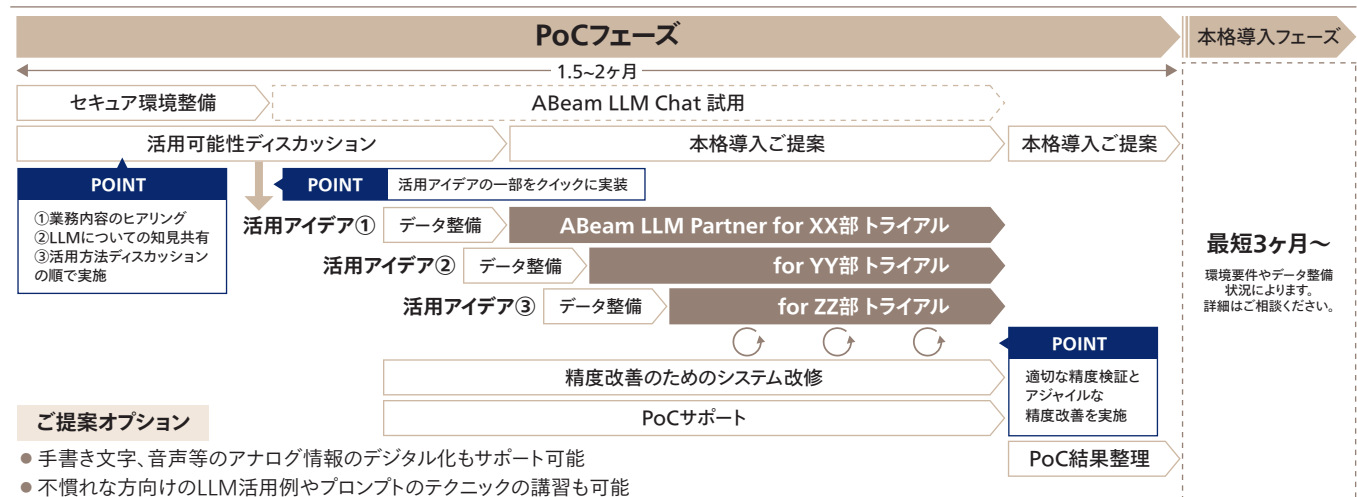 PoCフェーズ
本格導入フェーズ
1.5~2ヶ月
セキュア環境整備
ABeam LLM Chat 試用
活用可能性ディスカッション
本格導入ご提案
本格導入ご提案
POINT
①業務内容のヒアリング
②LLMについての知見共有
③活用方法ディスカッション
の順で実施
POINT
活用アイデアの一部をクイックに実装
活用アイデア①
データ整備
ABeam LLM Partner for XX部 トライアル
活用アイデア②
データ整備
for YY部 トライアル
活用アイデア③
データ整備
for ZZ部 トライアル
最短3ヶ月～
環境要件やデータ整備
状況によります。
詳細はご相談ください。
POINT
適切な精度検証と
アジャイルな
精度改善を実施
精度改善のためのシステム改修
PoCサポート
PoC結果整理
ご提案オプション
● 手書き文字、音声等のアナログ情報のデジタル化もサポート可能
● 不慣れな方向けのLLM活用例やプロンプトのテクニックの講習も可能